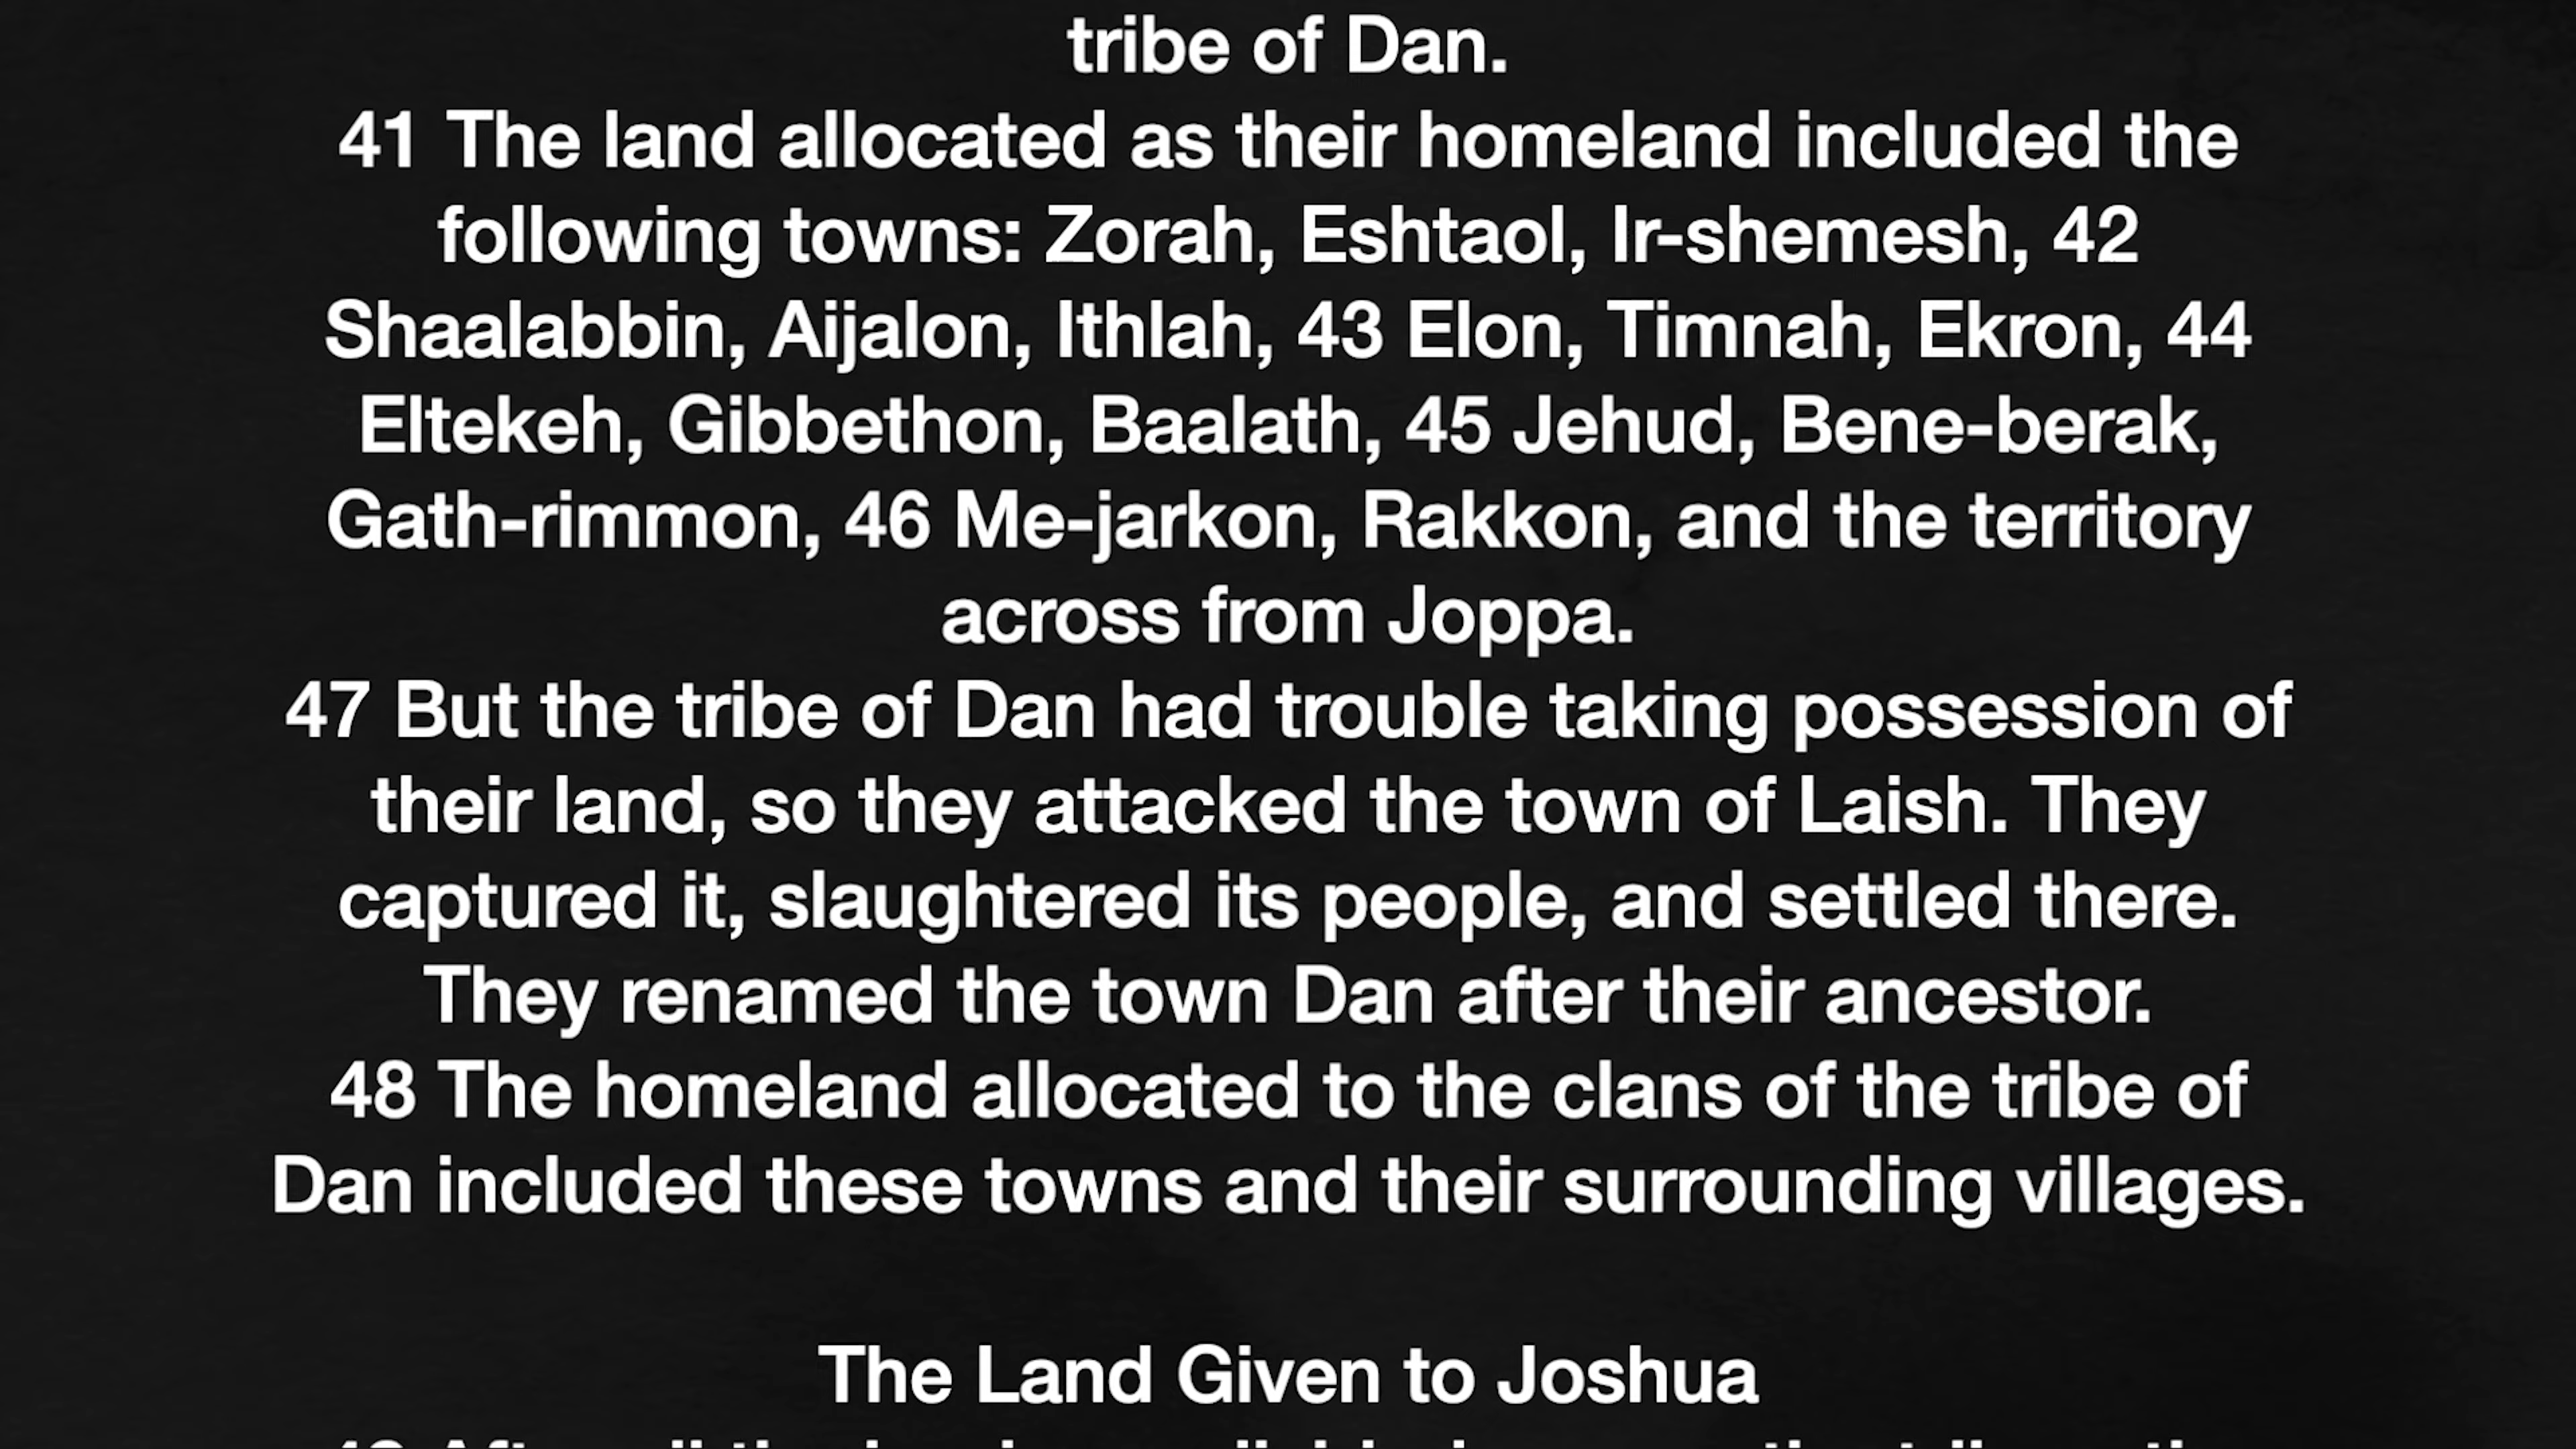 tribe of Dan.
41 The land allocated as their homeland included the
following towns: Zorah, Eshtaol, Ir-shemesh, 42
Shaalabbin, Aijalon, Ithlah, 43 Elon, Timnah, Ekron, 44
Eltekeh, Gibbethon, Baalath, 45 Jehud, Bene-berak,
Gath-rimmon, 46 Me-jarkon, Rakkon, and the territory
across from Joppa.
47 But the tribe of Dan had trouble taking possession of
their land, so they attacked the town of Laish. They
captured it, slaughtered its people, and settled there.
They renamed the town Dan after their ancestor.
48 The homeland allocated to the clans of the tribe of
Dan included these towns and their surrounding villages.
The Land Given to Joshua